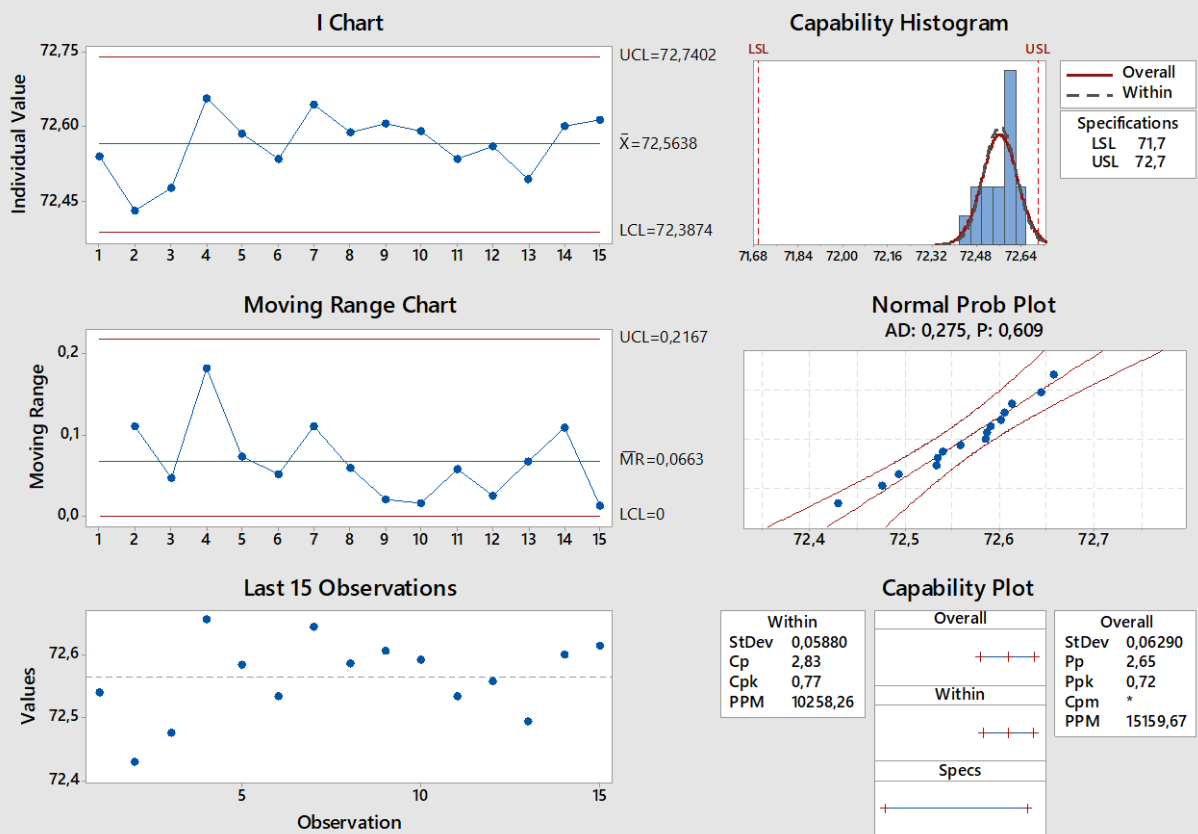 I Chart
Individual Value
72,75
72,60
72,45
UCL=72,7402
X̄=72,5638
LCL=72,3874
1 2 3 4 5 6 7 8 9 10 11 12 13 14 15
Capability Histogram
LSL USL
71,68 71,84 72,00 72,16 72,32 72,48 72,64
Overall
Within
Specifications
LSL 71,7
USL 72,7
Moving Range Chart
Moving Range
0,2
0,1
0,0
UCL=0,2167
M̄R̄=0,0663
LCL=0
1 2 3 4 5 6 7 8 9 10 11 12 13 14 15
Normal Prob Plot
AD: 0,275, P: 0,609
72,4 72,5 72,6 72,7
Last 15 Observations
Values
72,6
72,5
72,4
5 10 15
Observation
Capability Plot
Within
StDev 0,05880
Cp 2,83
Cpk 0,77
PPM 10258,26
Overall
Within
Specs
Overall
StDev 0,06290
Pp 2,65
Ppk 0,72
Cpm *
PPM 15159,67